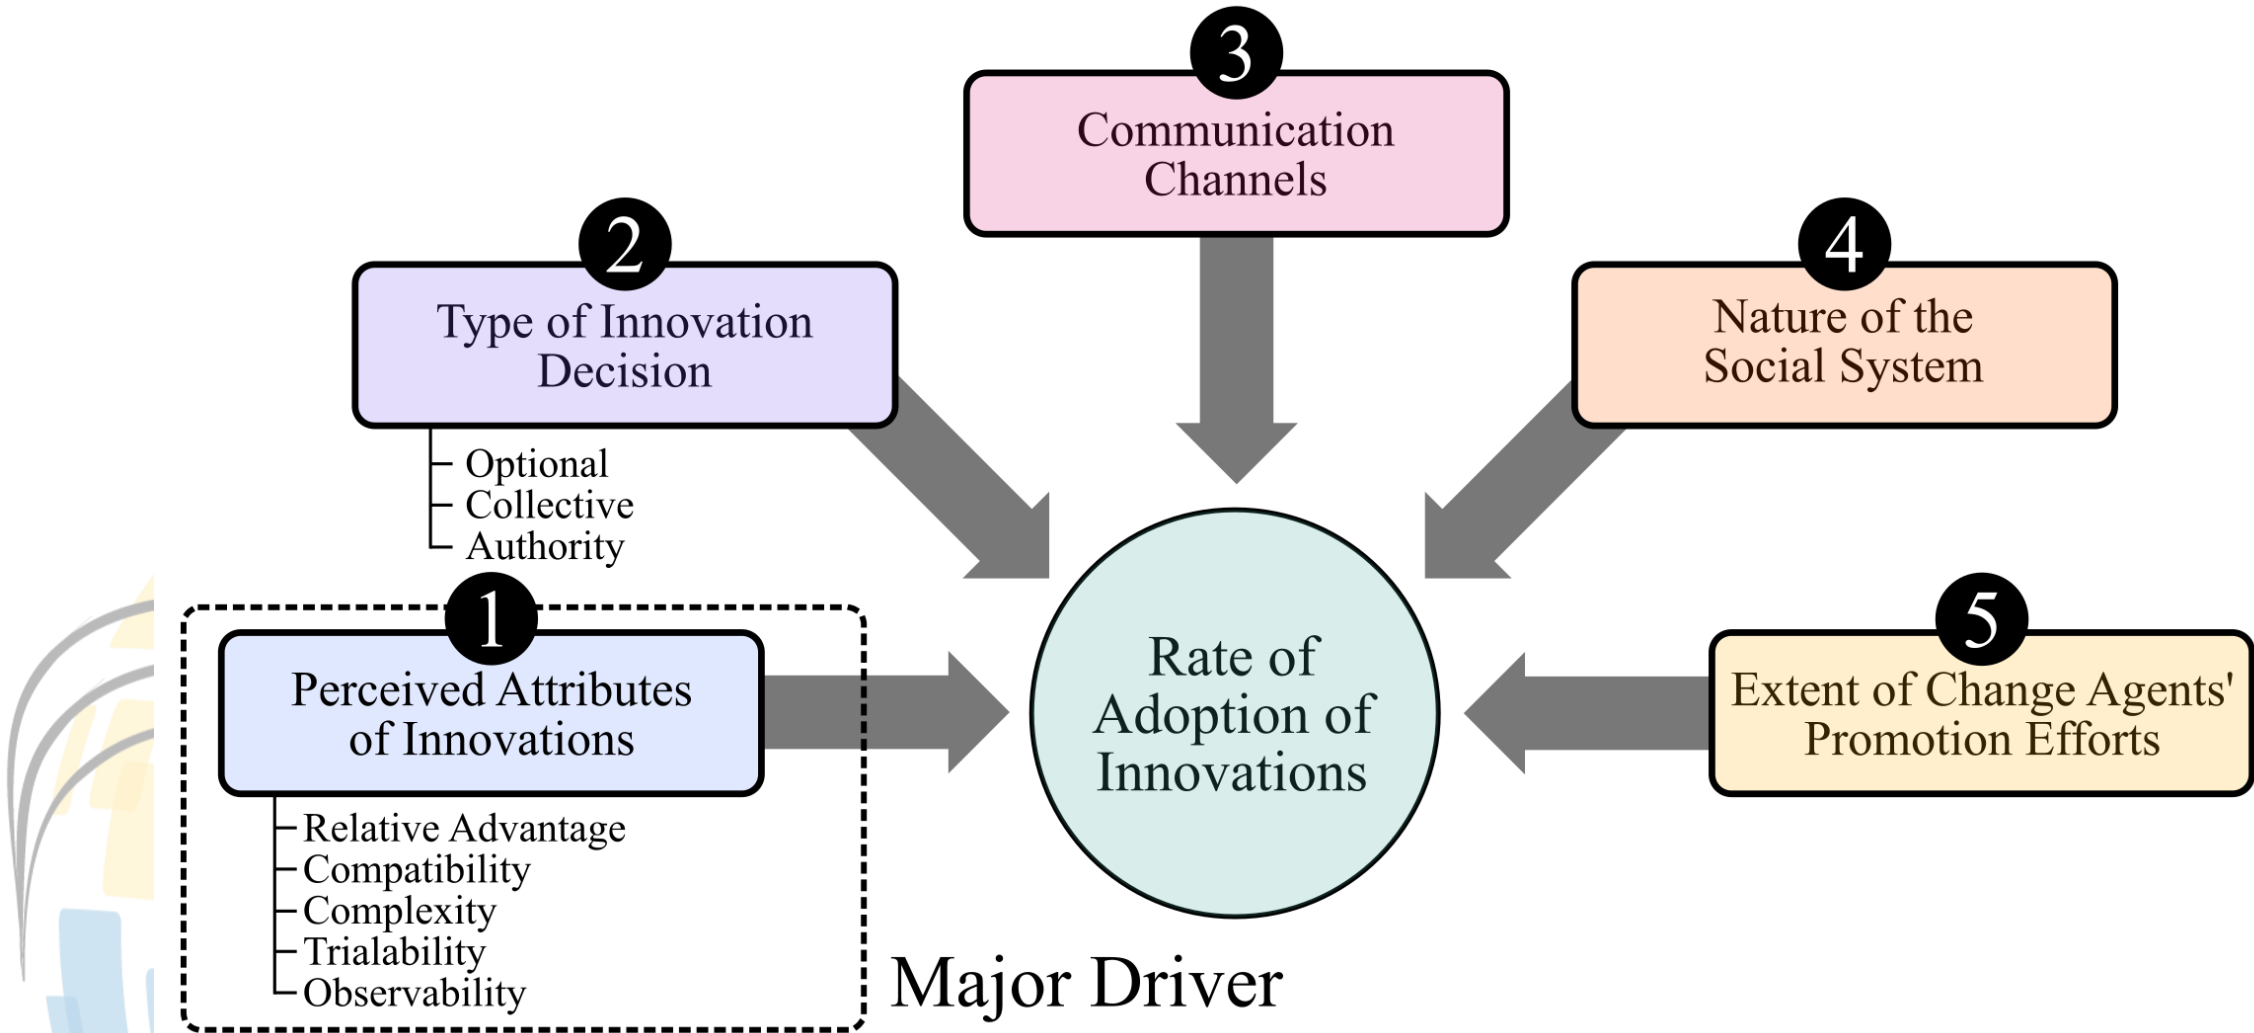 3
Communication
Channels
2
Type of Innovation
Decision
Optional
Collective
Authority
4
Nature of the
Social System
1
Perceived Attributes
of Innovations
Relative Advantage
Compatibility
Complexity
Trialability
Observability
Major Driver
Rate of
Adoption of
Innovations
5
Extent of Change Agents'
Promotion Efforts